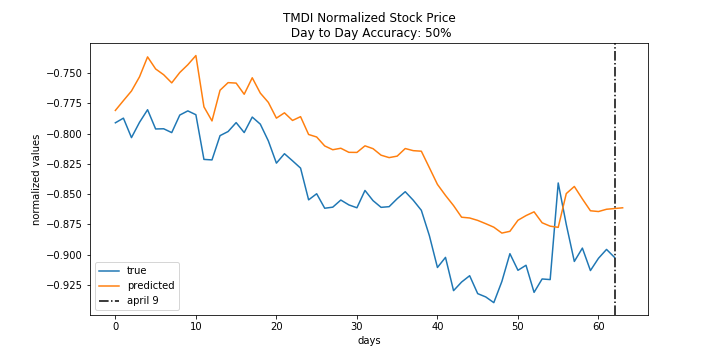 TMDI Normalized Stock Price
Day to Day Accuracy: 50%
normalized values
−0.750
−0.775
−0.800
−0.825
−0.850
−0.875
−0.900
−0.925
true
predicted
april 9
0
10
20
30
40
50
60
days